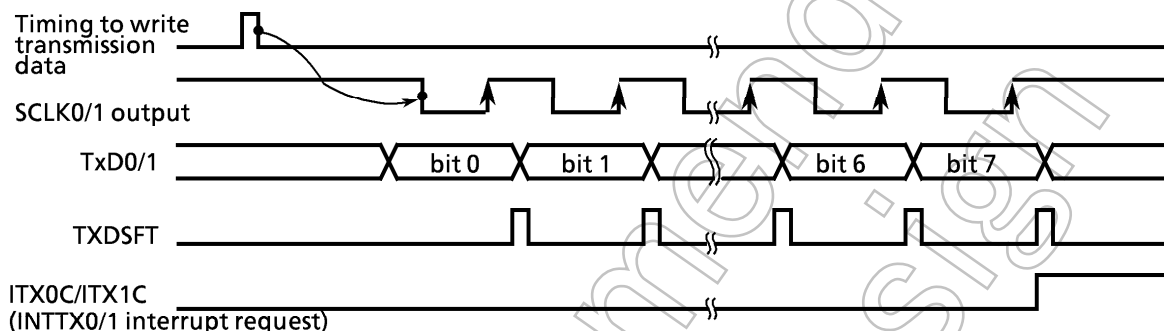 Timing to write
transmission
data
SCLK0/1 output
TxD0/1
bit 0
bit 1
bit 6
bit 7
TXDSFT
ITX0C/ITX1C
(INTTX0/1 interrupt request)